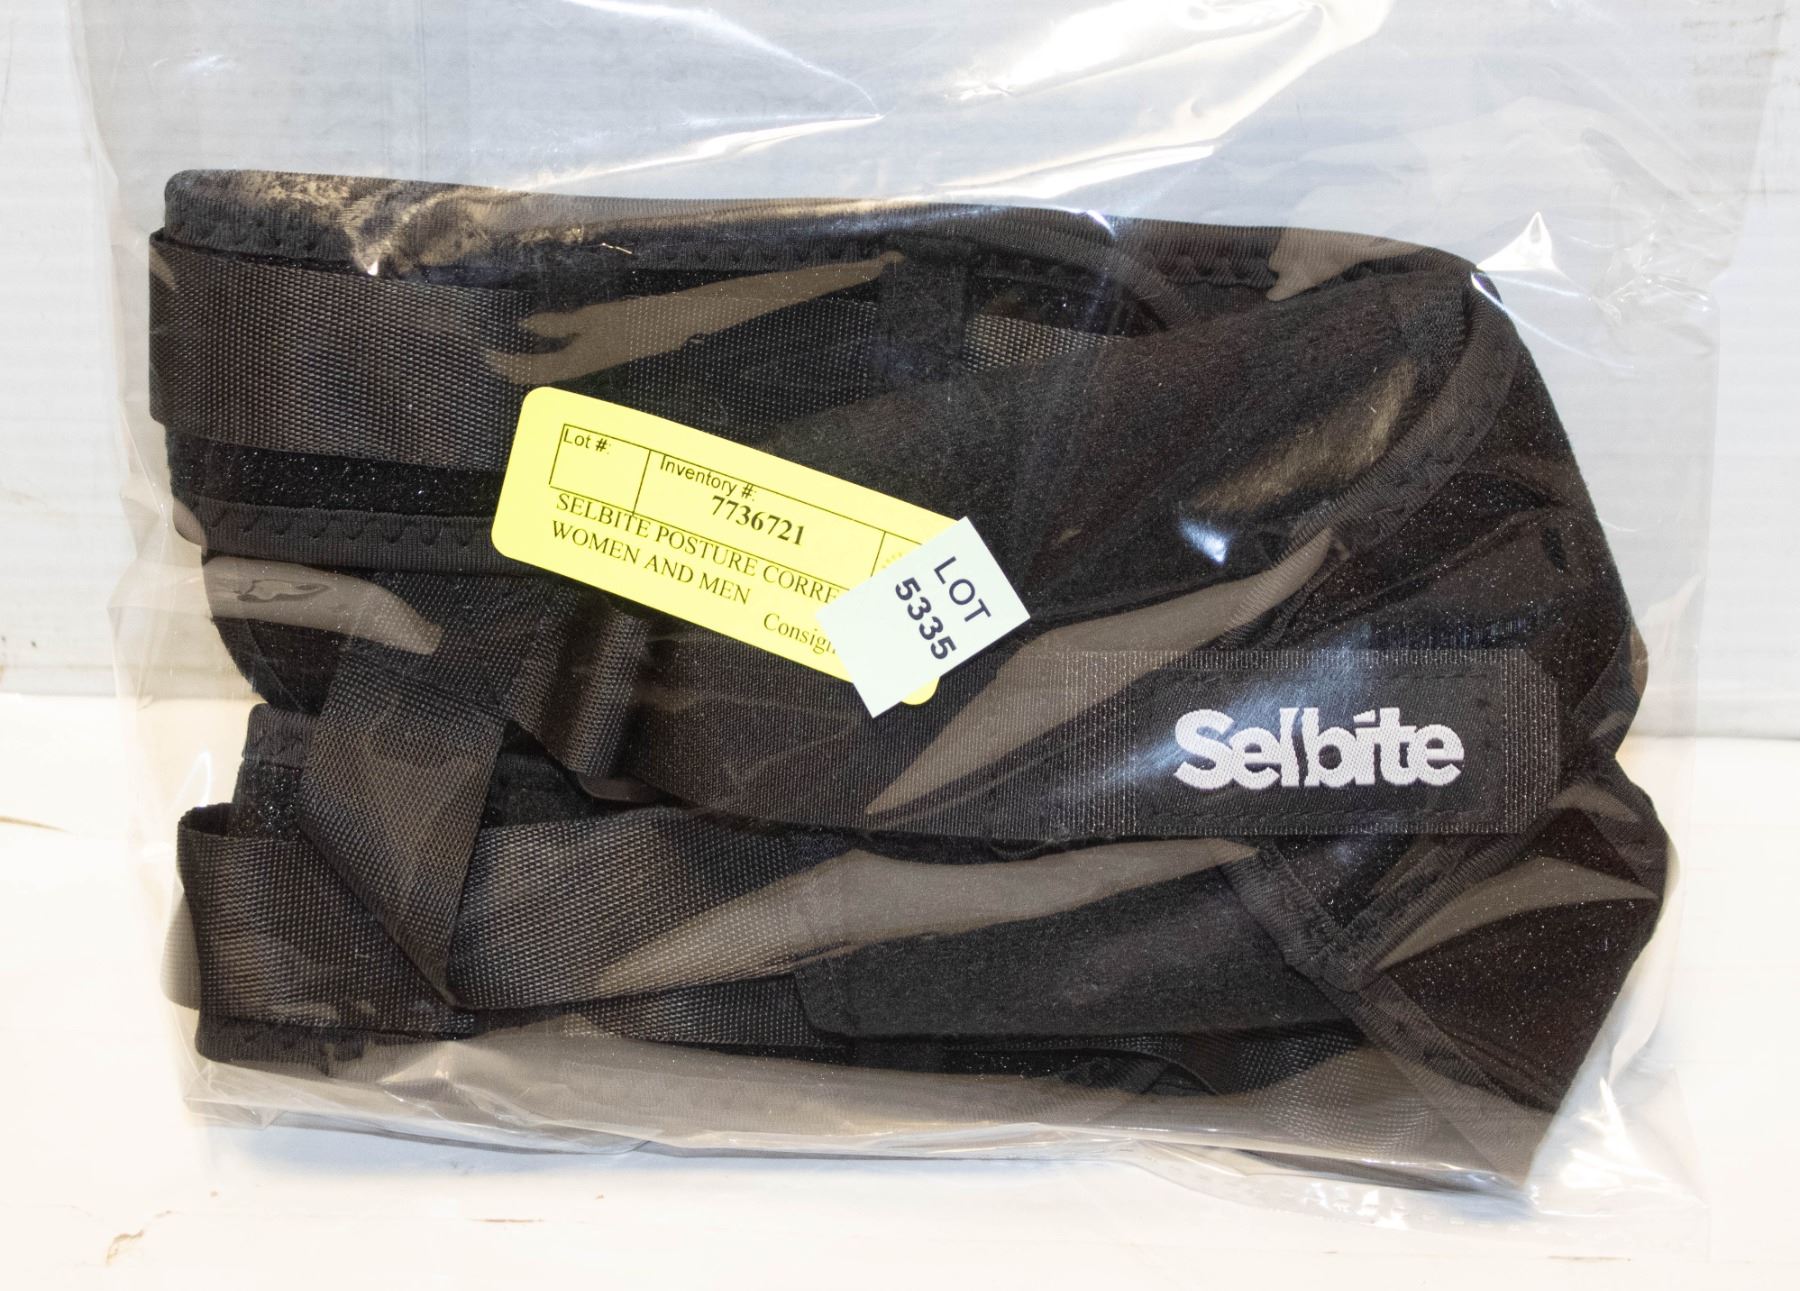 Lot #:
Inventory #:
7736721
SELBITE POSTURE CORRE
WOMEN AND MEN
Consign
LOT
5335
Selbite